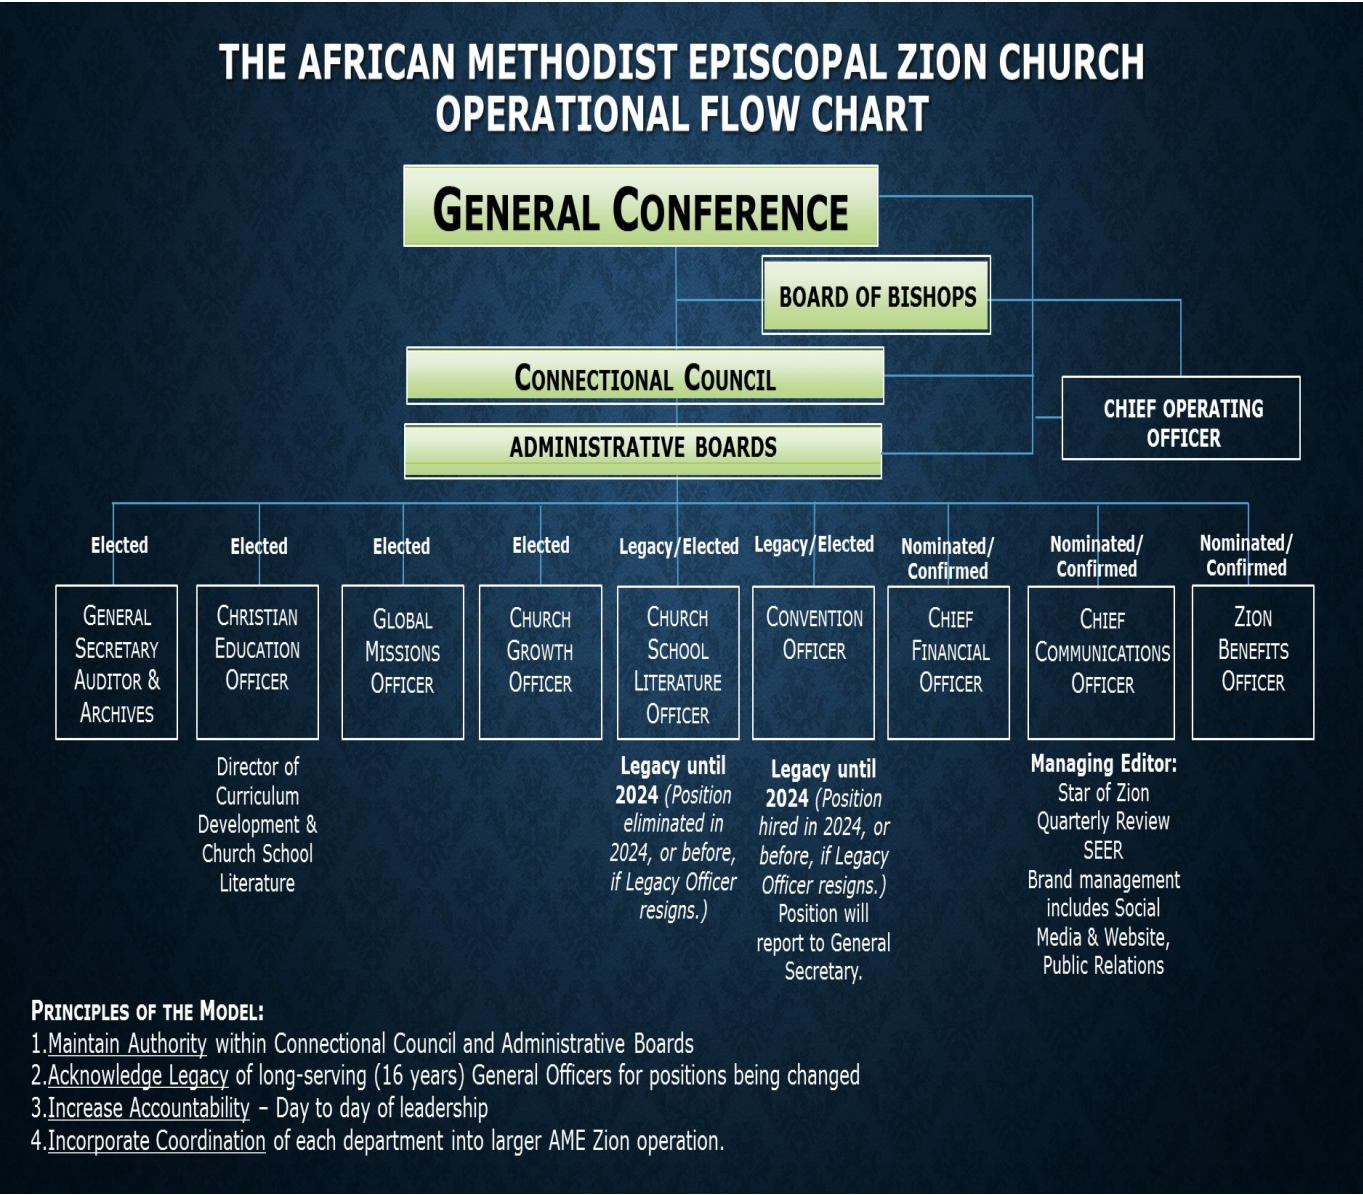 THE AFRICAN METHODIST EPISCOPAL ZION CHURCH
OPERATIONAL FLOW CHART
GENERAL CONFERENCE
BOARD OF BISHOPS
CONNECTIONAL COUNCIL
CHIEF OPERATING
OFFICER
ADMINISTRATIVE BOARDS
Elected
GENERAL
SECRETARY
AUDITOR &
ARCHIVES
Elected
CHRISTIAN
EDUCATION
OFFICER
Director of
Curriculum
Development &
Church School
Literature
Elected
GLOBAL
MISSIONS
OFFICER
Elected
CHURCH
GROWTH
OFFICER
Legacy/Elected
CHURCH
SCHOOL
LITERATURE
OFFICER
Legacy until
2024 (Position
eliminated in
2024, or before,
if Legacy Officer
resigns.)
Legacy/Elected
CONVENTION
OFFICER
Legacy until
2024 (Position
hired in 2024, or
before, if Legacy
Officer resigns.)
Position will
report to General
Secretary.
Nominated/
Confirmed
CHIEF
FINANCIAL
OFFICER
Nominated/
Confirmed
CHIEF
COMMUNICATIONS
OFFICER
Managing Editor:
Star of Zion
Quarterly Review
SEER
Brand management
includes Social
Media & Website,
Public Relations
Nominated/
Confirmed
ZION
BENEFITS
OFFICER
PRINCIPLES OF THE MODEL:
1.Maintain Authority within Connectional Council and Administrative Boards
2.Acknowledge Legacy of long-serving (16 years) General Officers for positions being changed
3.Increase Accountability – Day to day of leadership
4.Incorporate Coordination of each department into larger AME Zion operation.